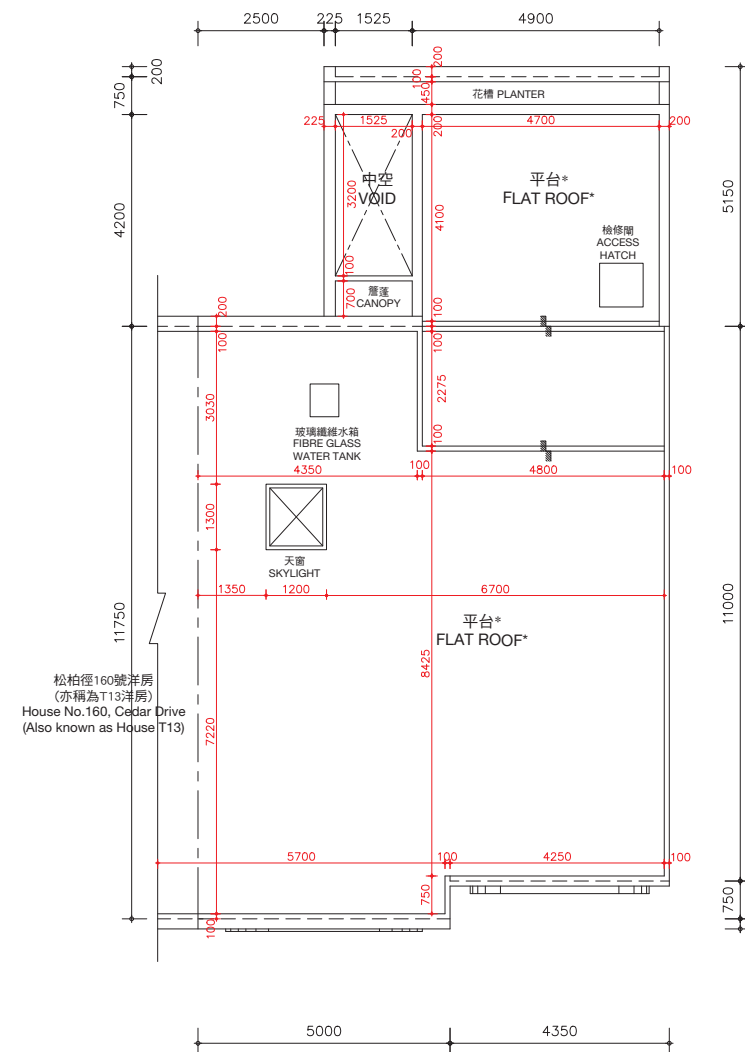 2500
225
1525
4900
200
750
200
100
450
花槽 PLANTER
225
1525
200
200
4700
200
中空
VOID
平台*
FLAT ROOF*
3200
4100
4200
5150
檢修閘
ACCESS
HATCH
100
700
簷蓬
CANOPY
200
100
100
100
3030
2275
玻璃纖維水箱
FIBRE GLASS
WATER TANK
100
4350
100
4800
100
1300
天窗
SKYLIGHT
1350
1200
6700
11750
11000
平台*
FLAT ROOF*
8425
松柏徑160號洋房
(亦稱為T13洋房)
House No.160, Cedar Drive
(Also known as House T13)
7220
5700
100
4250
100
750
750
100
5000
4350